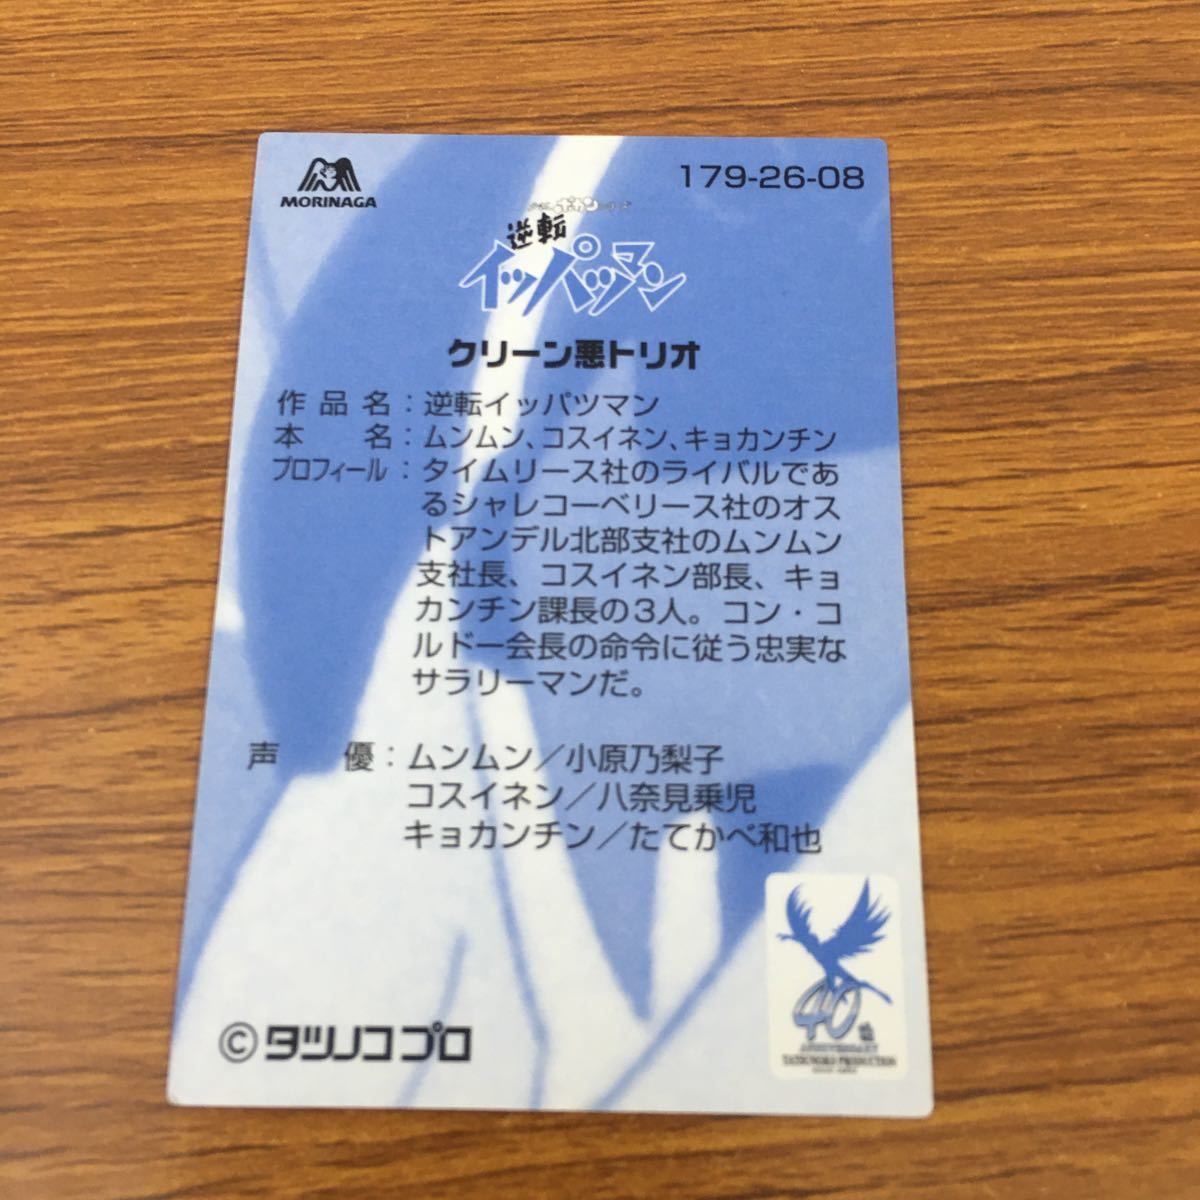 MORINAGA
179-26-08
逆転
イッパツマン
クリーン悪トリオ
作品名：逆転イッパツマン
本名：ムンムン、コスイネン、キョカンチン
プロフィール：タイムリース社のライバルであ
るシャレコーベリース社のオス
トアンデル北部支社のムンムン
支社長、コスイネン部長、キョ
カンチン課長の3人。コン・コ
ルドー会長の命令に従う忠実な
サラリーマンだ。
声優：ムンムン／小原乃梨子
コスイネン／八奈見乗児
キョカンチン／たてかべ和也
40th
ANNIVERSARY
TATSUNOKO PRODUCTION
©タツノコプロ